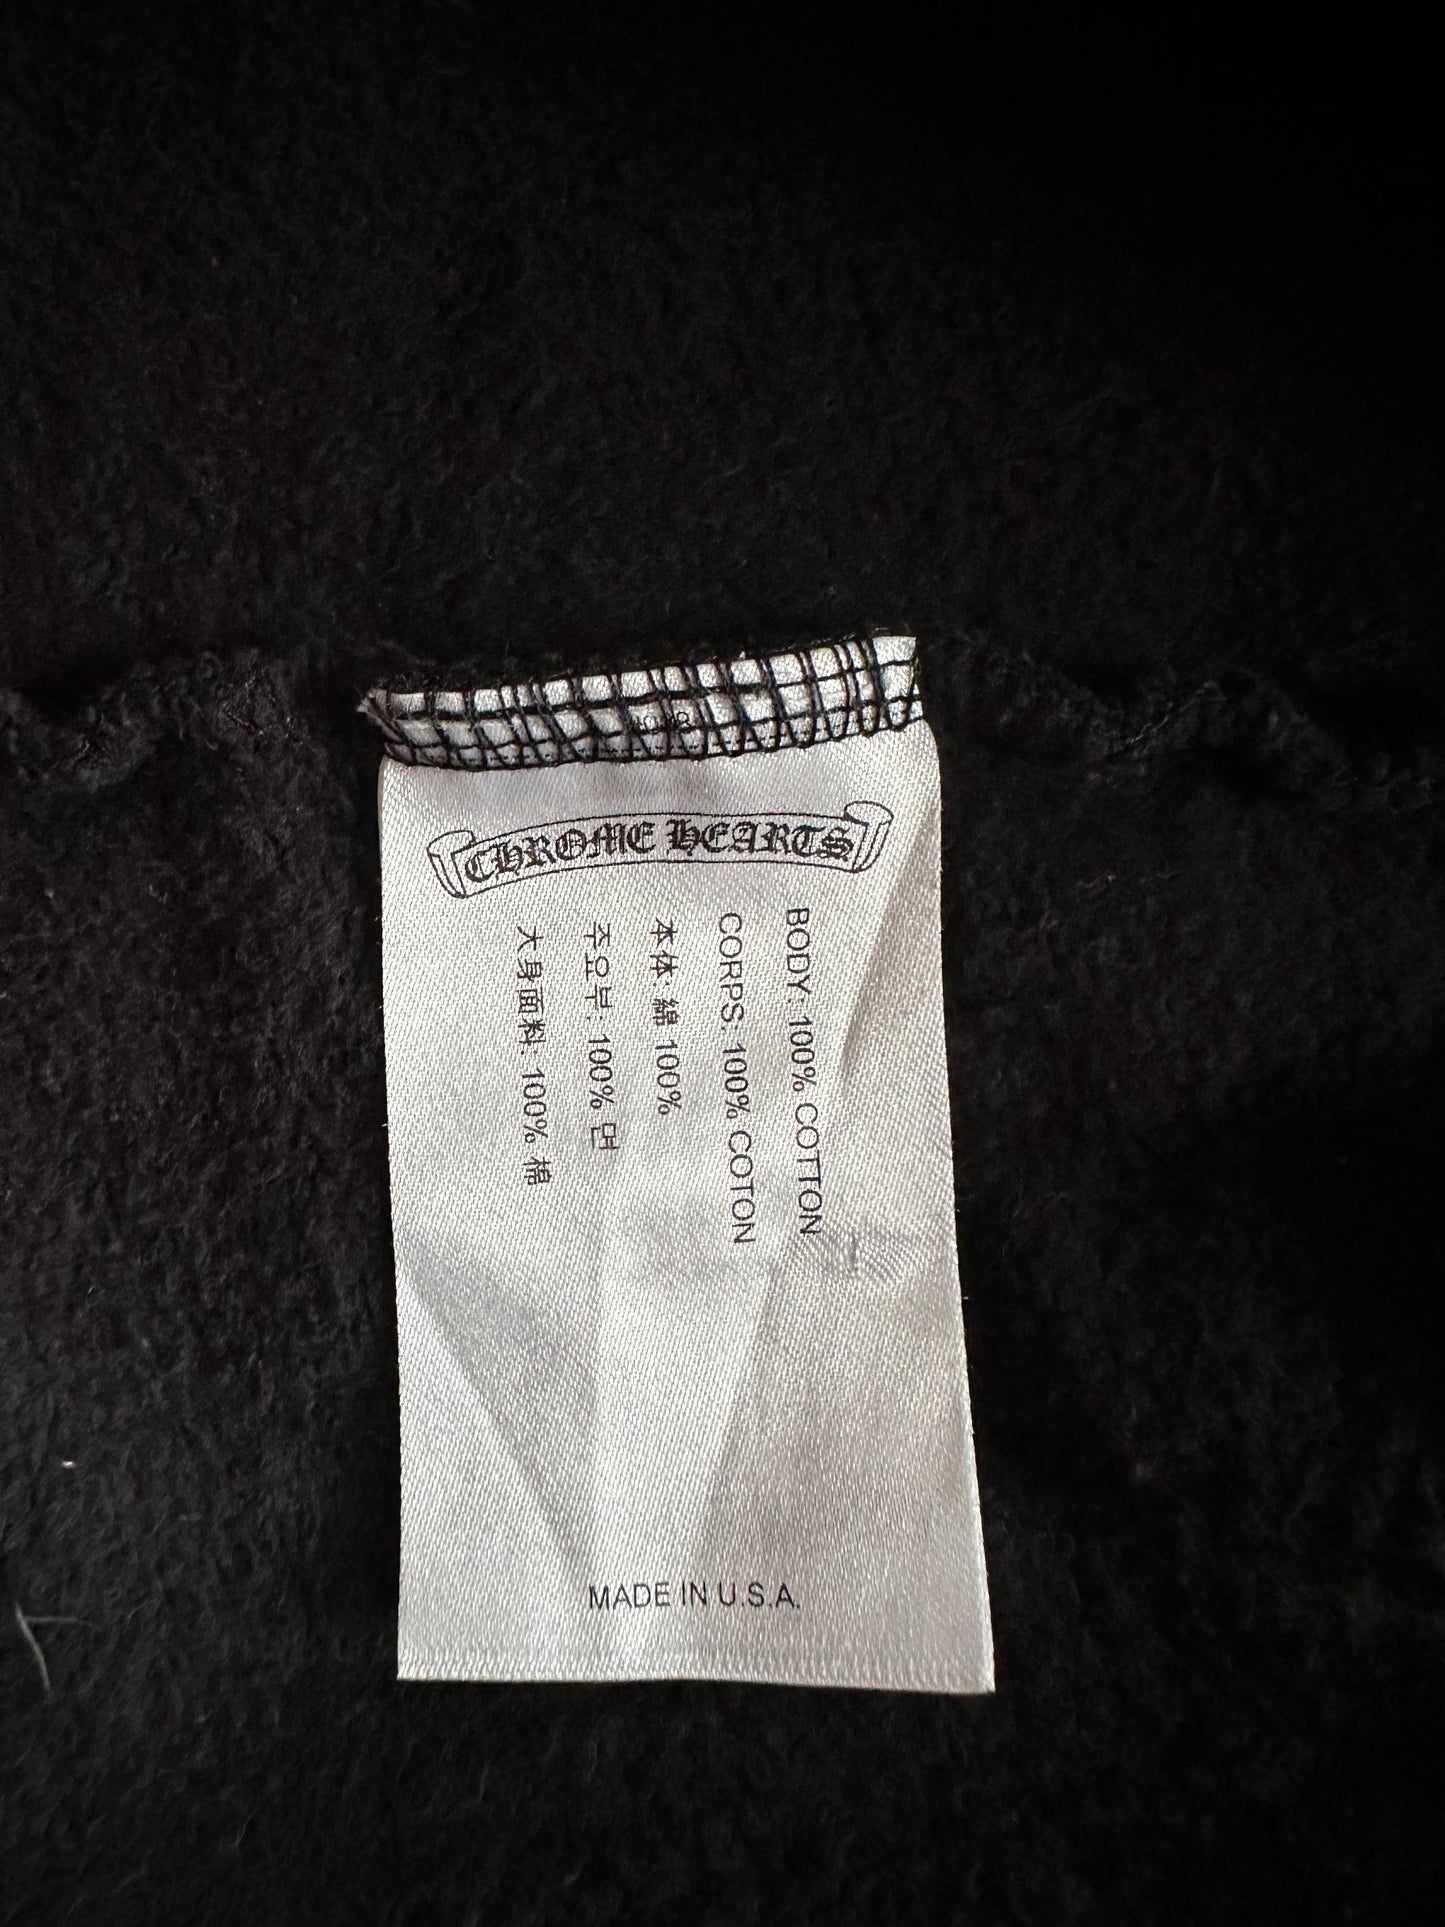 CHROME HEARTS
BODY: 100% COTTON
CORPS: 100% COTON
本体: 綿 100%
주요부: 100% 면
大身面料: 100% 棉
MADE IN U.S.A.